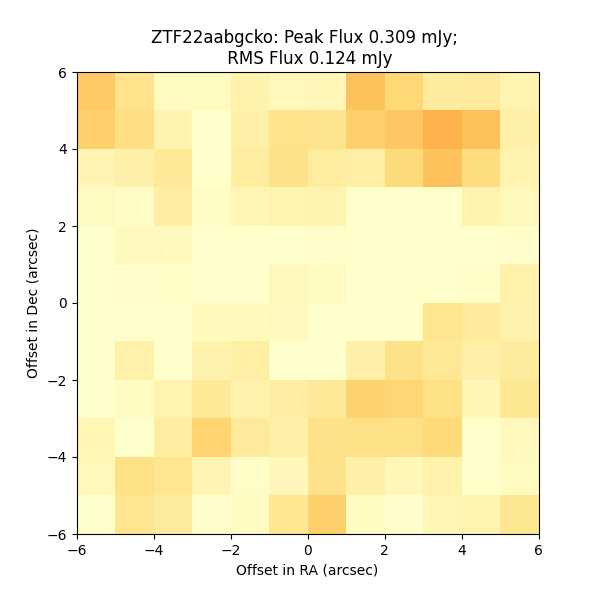 ZTF22aabgcko: Peak Flux 0.309 mJy;
RMS Flux 0.124 mJy
6
4
2
0
−2
−4
−6
Offset in Dec (arcsec)
−6 −4 −2 0 2 4 6
Offset in RA (arcsec)